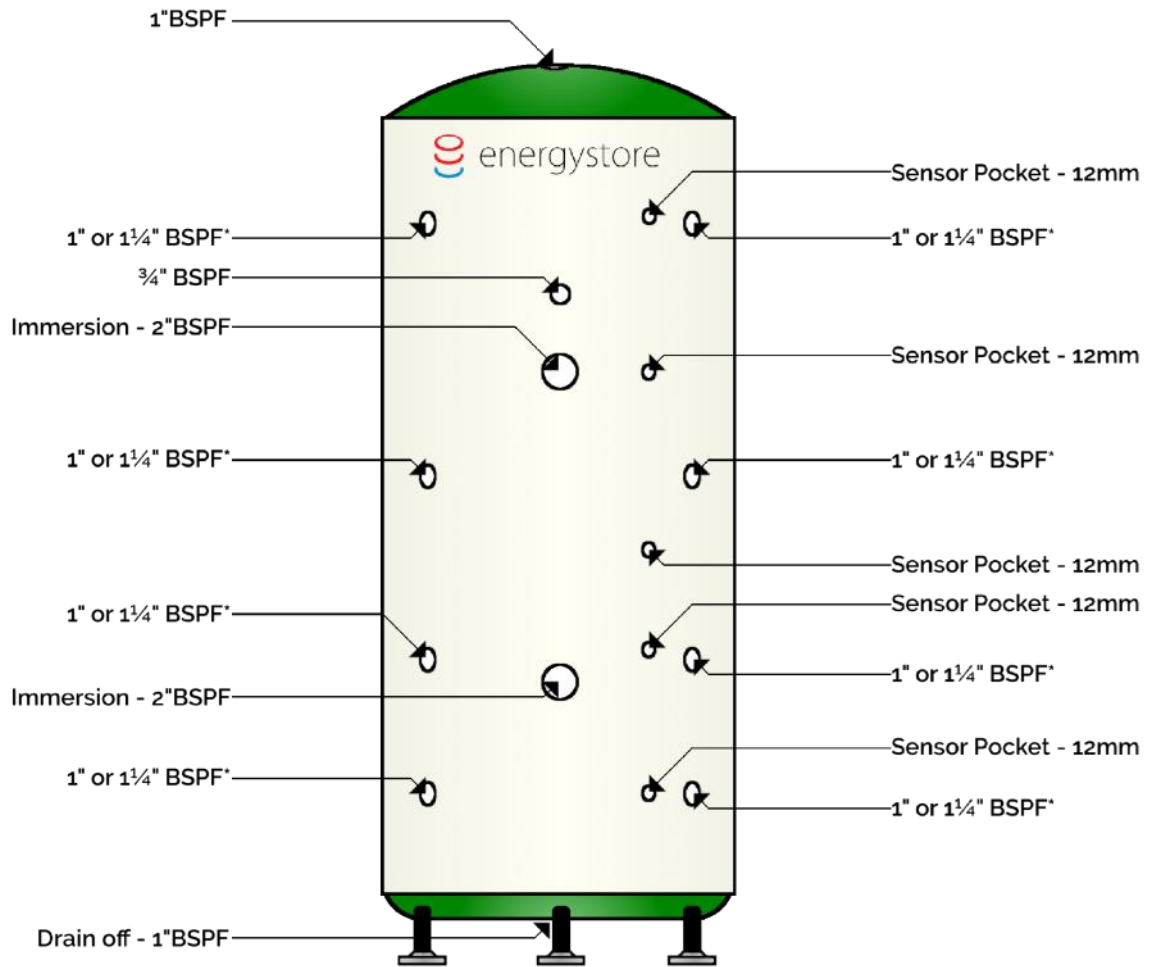 1"BSPF
energystore
Sensor Pocket - 12mm
1" or 1¼" BSPF*
1" or 1¼" BSPF*
¾" BSPF
Immersion - 2"BSPF
Sensor Pocket - 12mm
1" or 1¼" BSPF*
1" or 1¼" BSPF*
Sensor Pocket - 12mm
Sensor Pocket - 12mm
1" or 1¼" BSPF*
1" or 1¼" BSPF*
Immersion - 2"BSPF
Sensor Pocket - 12mm
1" or 1¼" BSPF*
1" or 1¼" BSPF*
Drain off - 1"BSPF